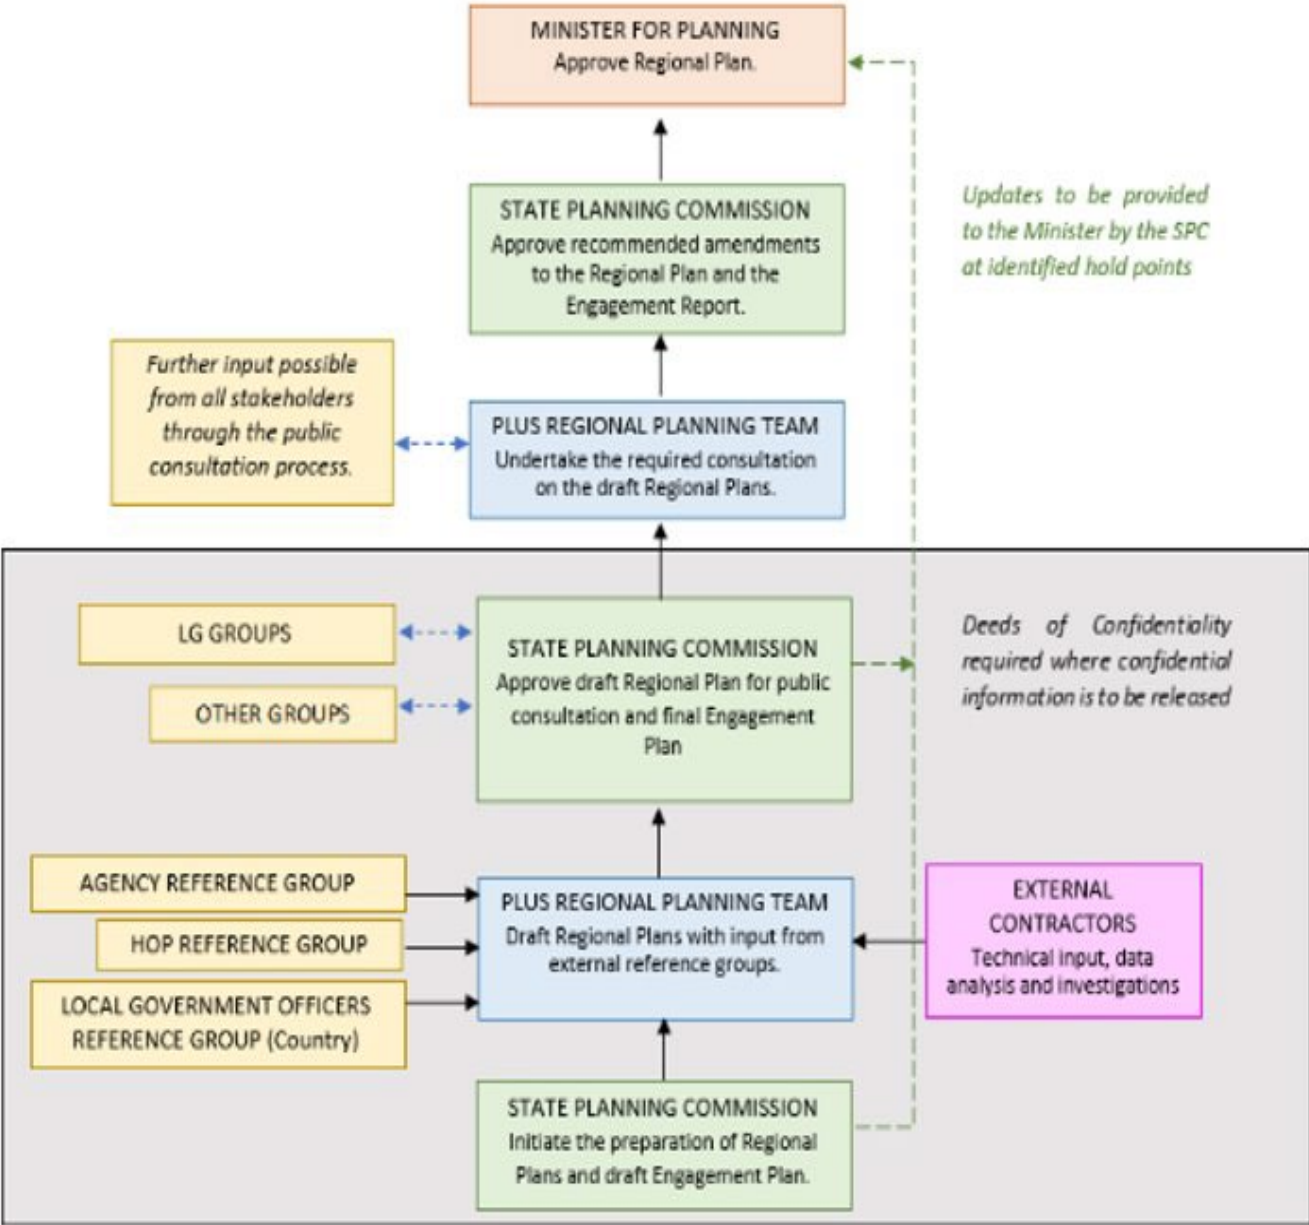 MINISTER FOR PLANNING
Approve Regional Plan.
STATE PLANNING COMMISSION
Approve recommended amendments
to the Regional Plan and the
Engagement Report.
Updates to be provided
to the Minister by the SPC
at identified hold points
Further input possible
from all stakeholders
through the public
consultation process.
PLUS REGIONAL PLANNING TEAM
Undertake the required consultation
on the draft Regional Plans.
LG GROUPS
OTHER GROUPS
STATE PLANNING COMMISSION
Approve draft Regional Plan for public
consultation and final Engagement
Plan
Deeds of Confidentiality
required where confidential
information is to be released
AGENCY REFERENCE GROUP
HOP REFERENCE GROUP
LOCAL GOVERNMENT OFFICERS
REFERENCE GROUP (Country)
PLUS REGIONAL PLANNING TEAM
Draft Regional Plans with input from
external reference groups.
EXTERNAL
CONTRACTORS
Technical input, data
analysis and investigations
STATE PLANNING COMMISSION
Initiate the preparation of Regional
Plans and draft Engagement Plan.